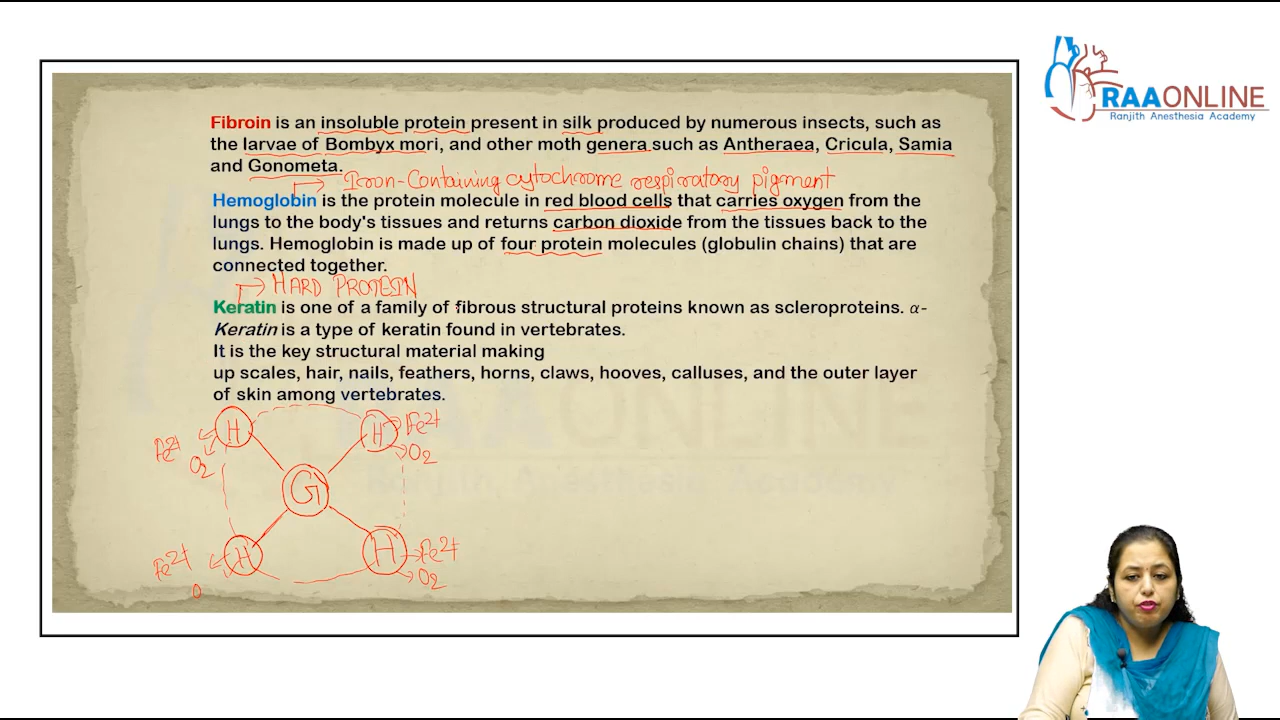 RAAONLINE
Ranjith Anesthesia Academy
Fibroin is an insoluble protein present in silk produced by numerous insects, such as
the larvae of Bombyx mori, and other moth genera such as Antheraea, Cricula, Samia
and Gonometa.
Iron-Containing cytochrome respiratory pigment
Hemoglobin is the protein molecule in red blood cells that carries oxygen from the
lungs to the body's tissues and returns carbon dioxide from the tissues back to the
lungs. Hemoglobin is made up of four protein molecules (globulin chains) that are
connected together.
HARD PROTEIN
Keratin is one of a family of fibrous structural proteins known as scleroproteins. α-
Keratin is a type of keratin found in vertebrates.
It is the key structural material making
up scales, hair, nails, feathers, horns, claws, hooves, calluses, and the outer layer
of skin among vertebrates.
H H Fe2+
Fe2+ O2 O2
G
Fe2+ H H Fe2+
O O2
RAAONLINE
Ranjith Anesthesia Academy